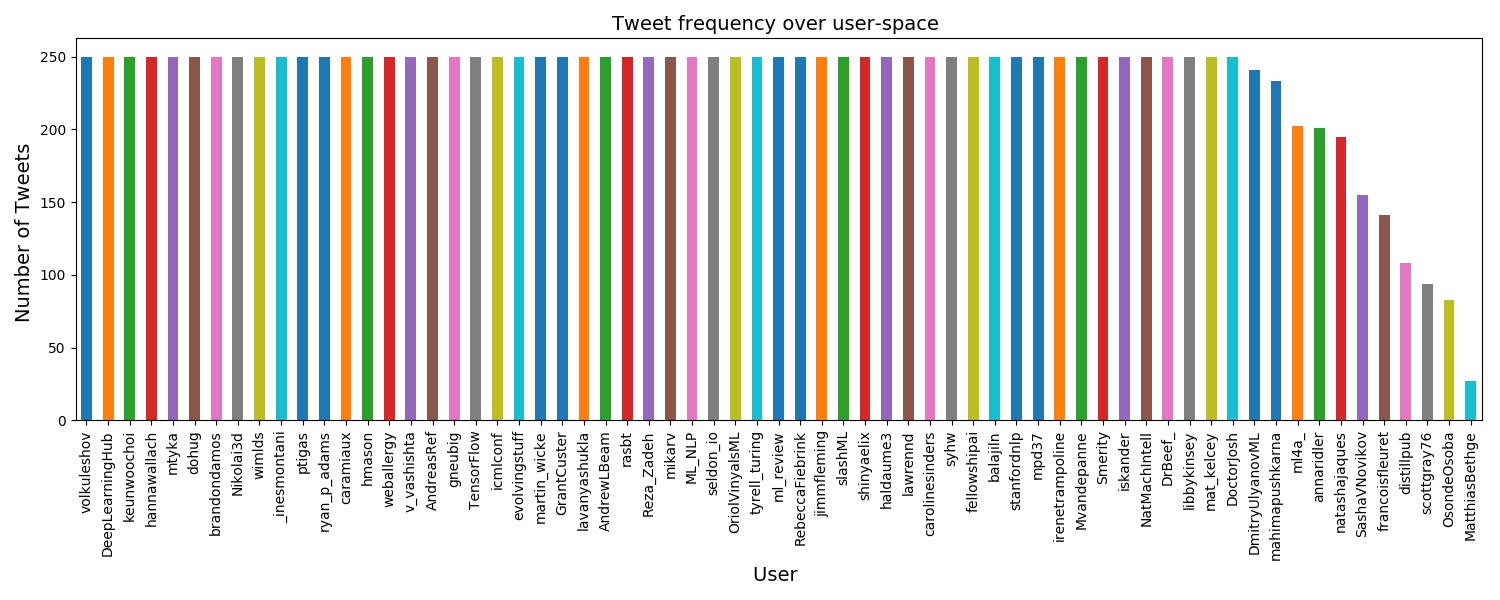 Tweet frequency over user-space
Number of Tweets
250
200
150
100
50
0
volkuleshov
DeepLearningHub
keunwoochoi
hannawallach
mtyka
dohug
brandondamos
Nikolai3d
wimlds
_inesmontani
ptigas
ryan_p_adams
caramiaux
hmason
weballergy
v_vashishta
AndreasRef
gneubig
TensorFlow
icmlconf
evolvingstuff
martin_wicke
GrantCuster
lavanyashukla
AndrewLBeam
rasbt
Reza_Zadeh
mikarv
ML_NLP
seldon_io
OriolVinyalsML
tyrell_turing
ml_review
RebeccaFiebrink
jimmfleming
slashML
shinyaelix
haldaume3
lawrennd
carolinesinders
syhw
fellowshipai
balajiln
stanfordnlp
mpd37
irenetrampoline
Mvandepanne
Smerity
iskander
NatMachIntell
DrBeef_
libbykinsey
mat_kelcey
DoctorJosh
DmitryUlyanovML
mahimapushkarna
ml4a_
annaridler
natashajaques
SashaVNovikov
francoisfleuret
distillpub
scottgray76
OsondeOsoba
MatthiasBethge
User